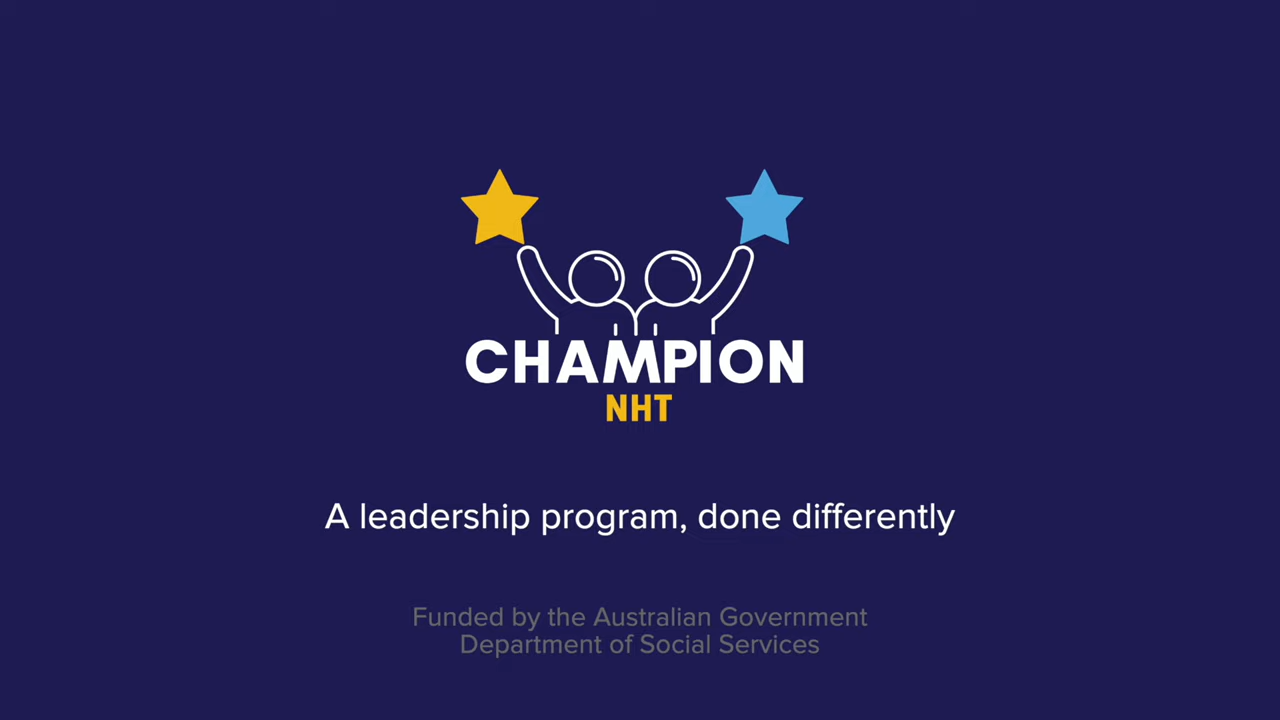 CHAMPION
NHT
A leadership program, done differently
Funded by the Australian Government
Department of Social Services